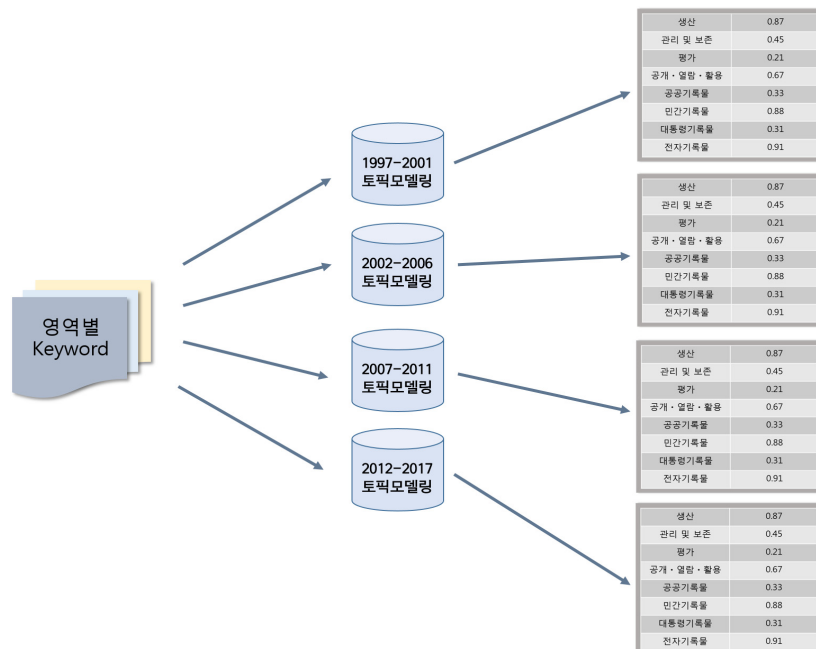 영역별
Keyword
1997-2001
토픽모델링
2002-2006
토픽모델링
2007-2011
토픽모델링
2012-2017
토픽모델링
생산 0.87
관리 및 보존 0.45
평가 0.21
공개·열람·활용 0.67
공공기록물 0.33
민간기록물 0.88
대통령기록물 0.31
전자기록물 0.91
생산 0.87
관리 및 보존 0.45
평가 0.21
공개·열람·활용 0.67
공공기록물 0.33
민간기록물 0.88
대통령기록물 0.31
전자기록물 0.91
생산 0.87
관리 및 보존 0.45
평가 0.21
공개·열람·활용 0.67
공공기록물 0.33
민간기록물 0.88
대통령기록물 0.31
전자기록물 0.91
생산 0.87
관리 및 보존 0.45
평가 0.21
공개·열람·활용 0.67
공공기록물 0.33
민간기록물 0.88
대통령기록물 0.31
전자기록물 0.91